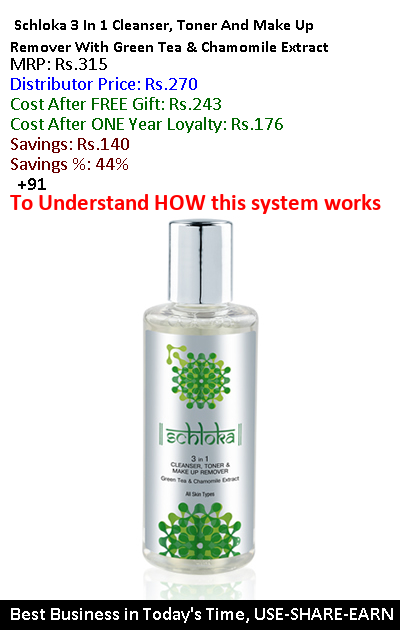 Schloka 3 In 1 Cleanser, Toner And Make Up
Remover With Green Tea & Chamomile Extract
MRP: Rs.315
Distributor Price: Rs.270
Cost After FREE Gift: Rs.243
Cost After ONE Year Loyalty: Rs.176
Savings: Rs.140
Savings %: 44%
+91
To Understand HOW this system works
schloka
3 in 1
CLEANSER, TONER &
MAKE UP REMOVER
Green Tea & Chamomile Extract
All Skin Types
Best Business in Today's Time, USE-SHARE-EARN